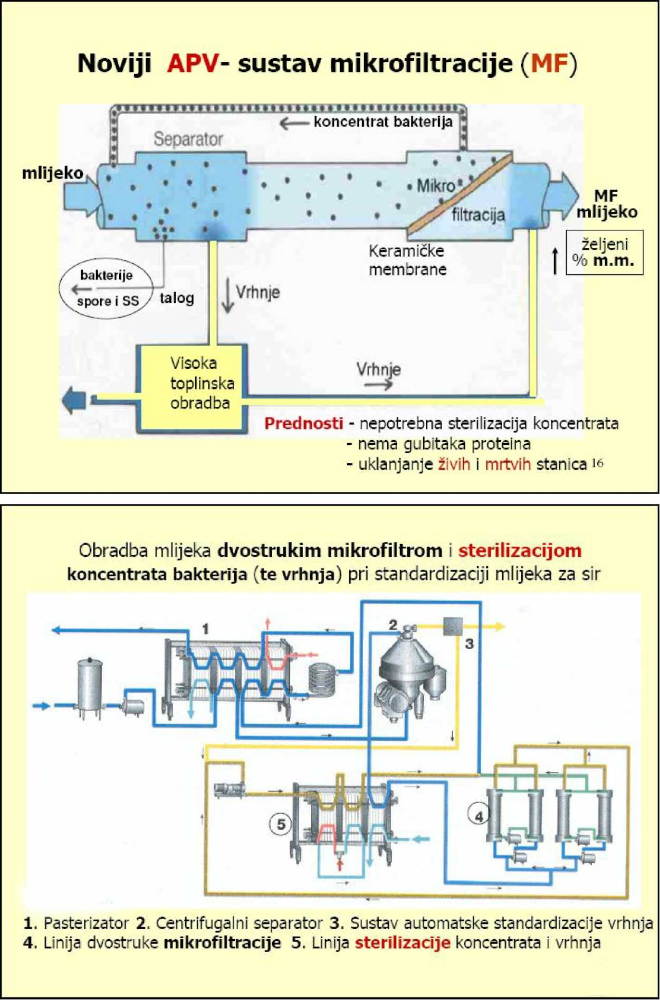 Noviji APV- sustav mikrofiltracije (MF)
koncentrat bakterija
Separator
mlijeko
Mikro
filtracija
MF
mlijeko
Keramičke
membrane
željeni
% m.m.
bakterije
spore i SS
talog
Vrhnje
Visoka
toplinska
obradba
Vrhnje
Prednosti - nepotrebna sterilizacija koncentrata
- nema gubitaka proteina
- uklanjanje živih i mrtvih stanica 16
Obradba mlijeka dvostrukim mikrofiltrom i sterilizacijom
koncentrata bakterija (te vrhnja) pri standardizaciji mlijeka za sir
1
2
3
4
5
1. Pasterizator 2. Centrifugalni separator 3. Sustav automatske standardizacije vrhnja
4. Linija dvostruke mikrofiltracije 5. Linija sterilizacije koncentrata i vrhnja